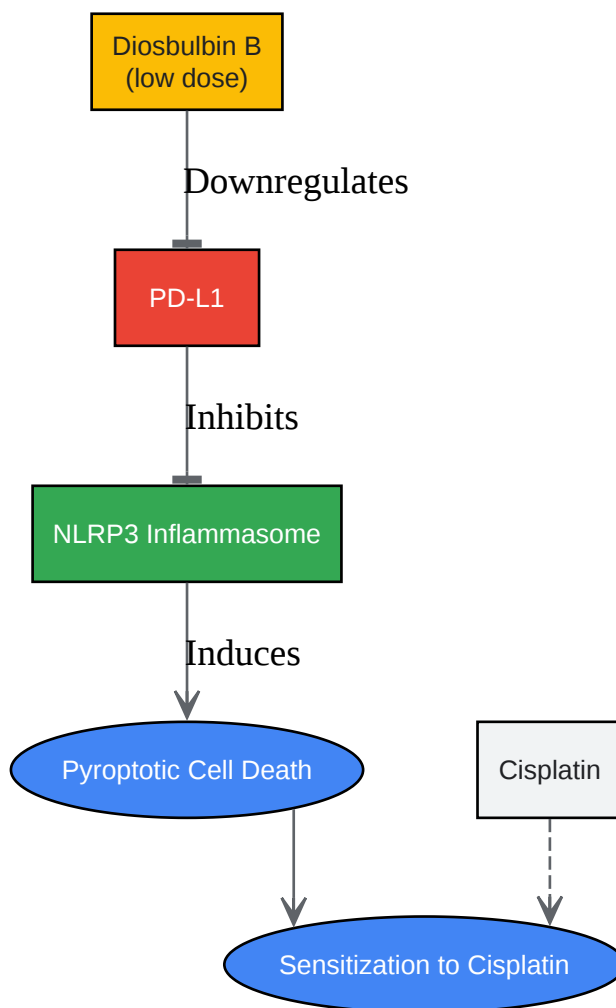 Diosbulbin B
(low dose)
Downregulates
PD-L1
Inhibits
NLRP3 Inflammasome
Induces
Pyroptotic Cell Death
Cisplatin
Sensitization to Cisplatin